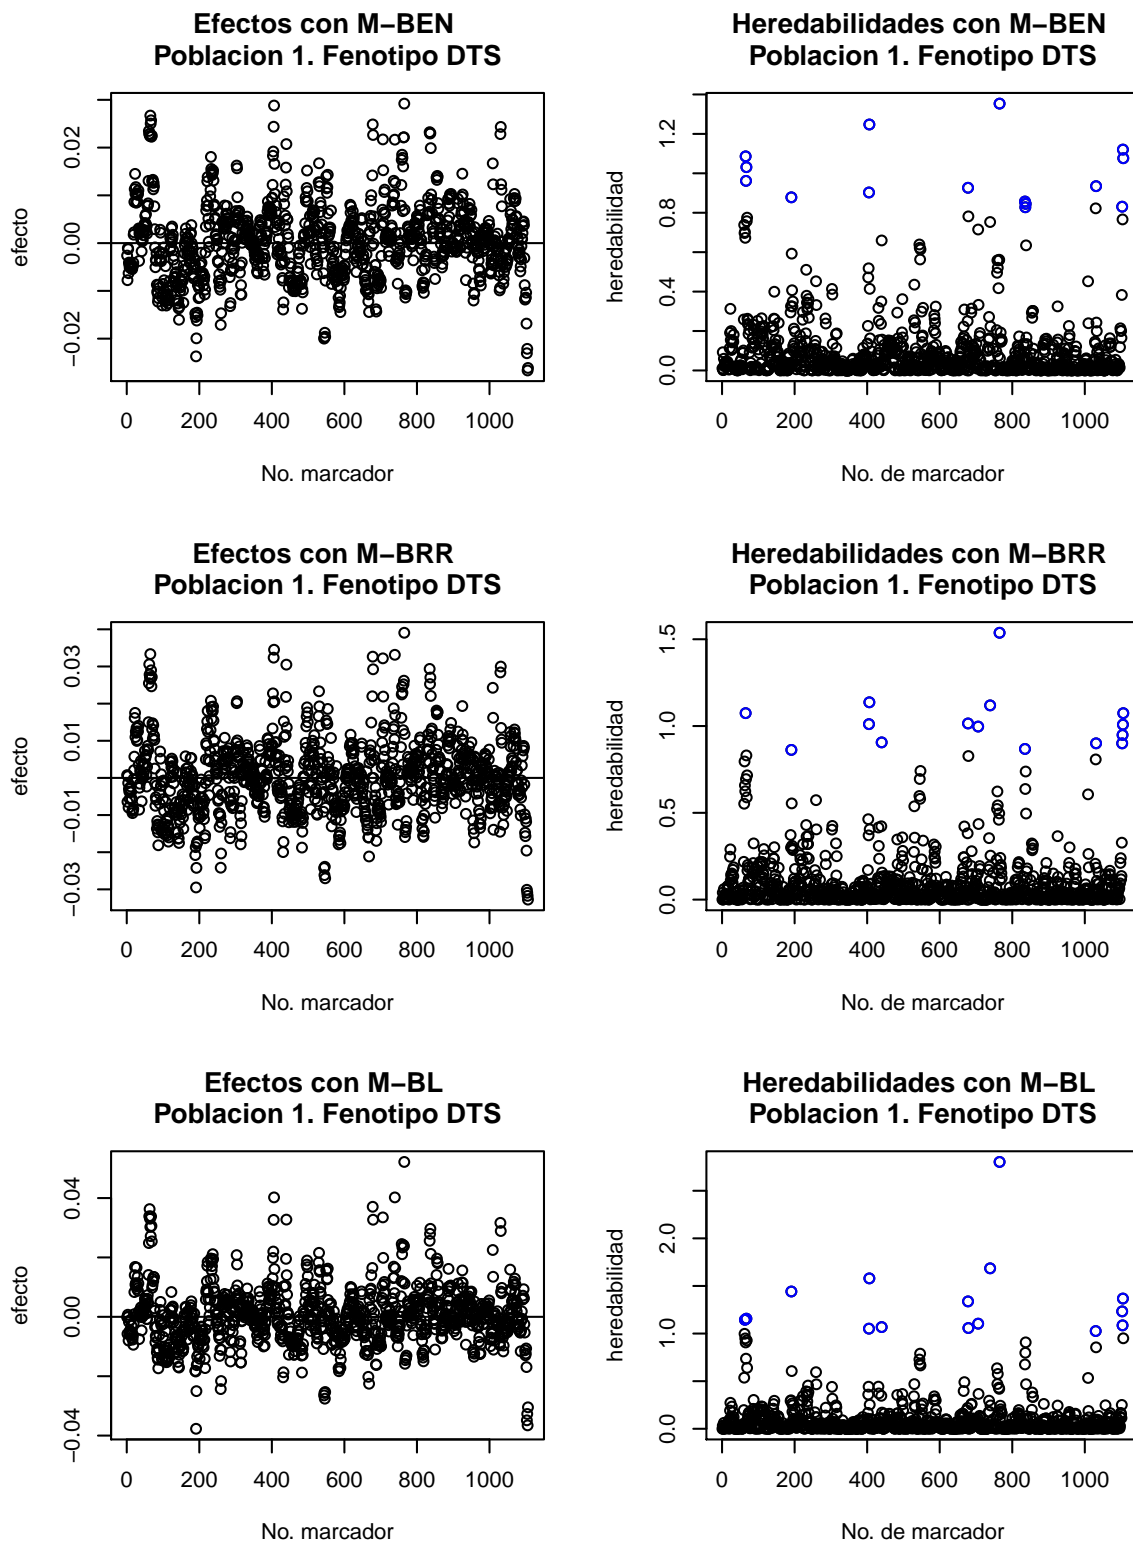 Efectos con M−BEN
Poblacion 1. Fenotipo DTS
efecto
0.02
0.00
−0.02
0 200 400 600 800 1000
No. marcador
Heredabilidades con M−BEN
Poblacion 1. Fenotipo DTS
heredabilidad
1.2
0.8
0.4
0.0
0 200 400 600 800 1000
No. de marcador
Efectos con M−BRR
Poblacion 1. Fenotipo DTS
efecto
0.03
0.01
−0.01
−0.03
0 200 400 600 800 1000
No. marcador
Heredabilidades con M−BRR
Poblacion 1. Fenotipo DTS
heredabilidad
1.5
1.0
0.5
0.0
0 200 400 600 800 1000
No. de marcador
Efectos con M−BL
Poblacion 1. Fenotipo DTS
efecto
0.04
0.00
−0.04
0 200 400 600 800 1000
No. marcador
Heredabilidades con M−BL
Poblacion 1. Fenotipo DTS
heredabilidad
2.0
1.0
0.0
0 200 400 600 800 1000
No. de marcador